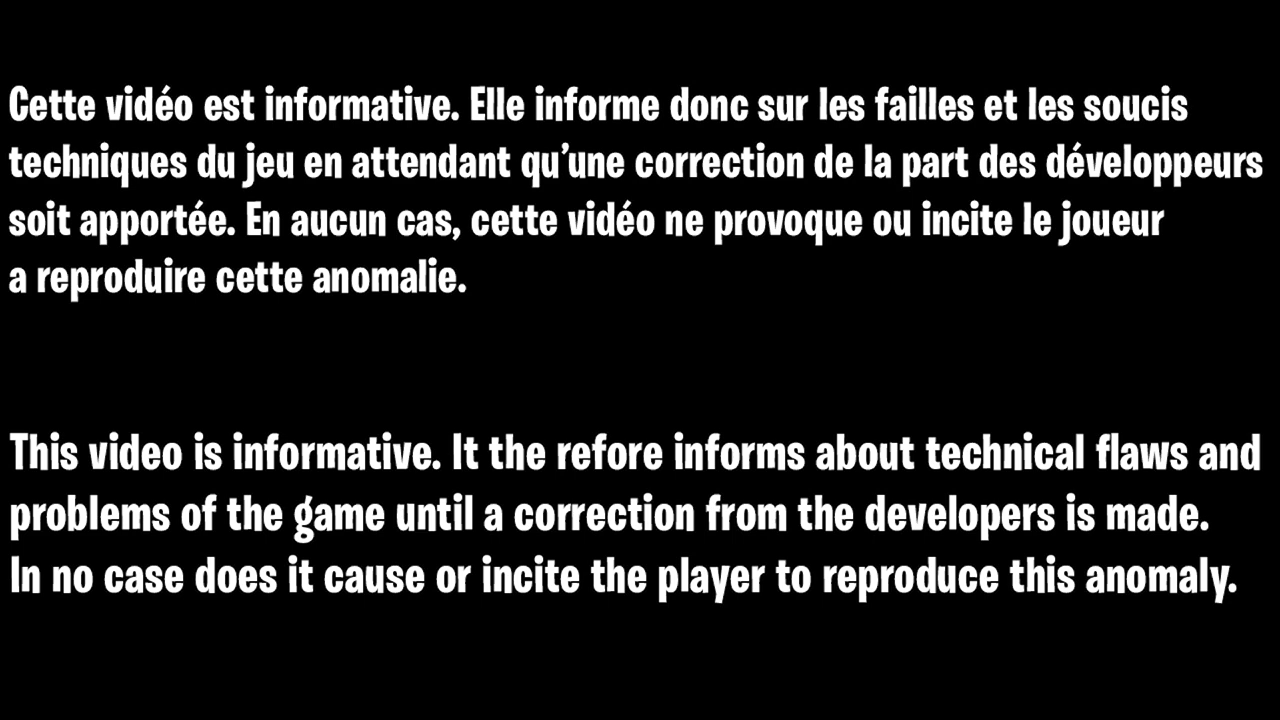 Cette vidéo est informative. Elle informe donc sur les failles et les soucis
techniques du jeu en attendant qu'une correction de la part des développeurs
soit apportée. En aucun cas, cette vidéo ne provoque ou incite le joueur
a reproduire cette anomalie.
This video is informative. It the refore informs about technical flaws and
problems of the game until a correction from the developers is made.
In no case does it cause or incite the player to reproduce this anomaly.